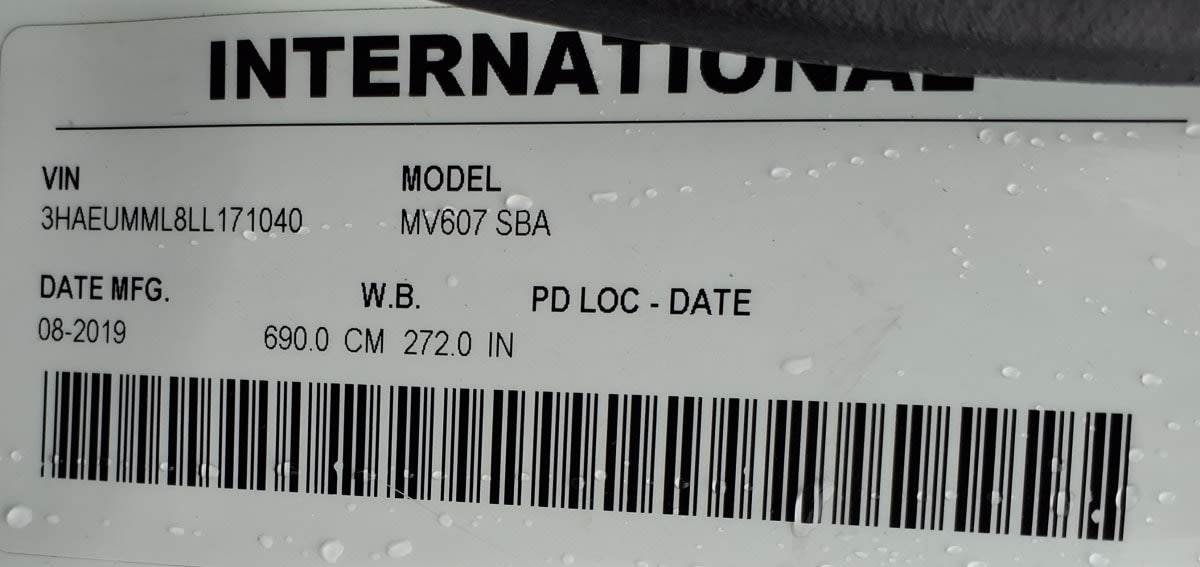 INTERNATIONAL
VIN MODEL
3HAEUMML8LL171040 MV607 SBA
DATE MFG. W.B. PD LOC - DATE
08-2019 690.0 CM 272.0 IN